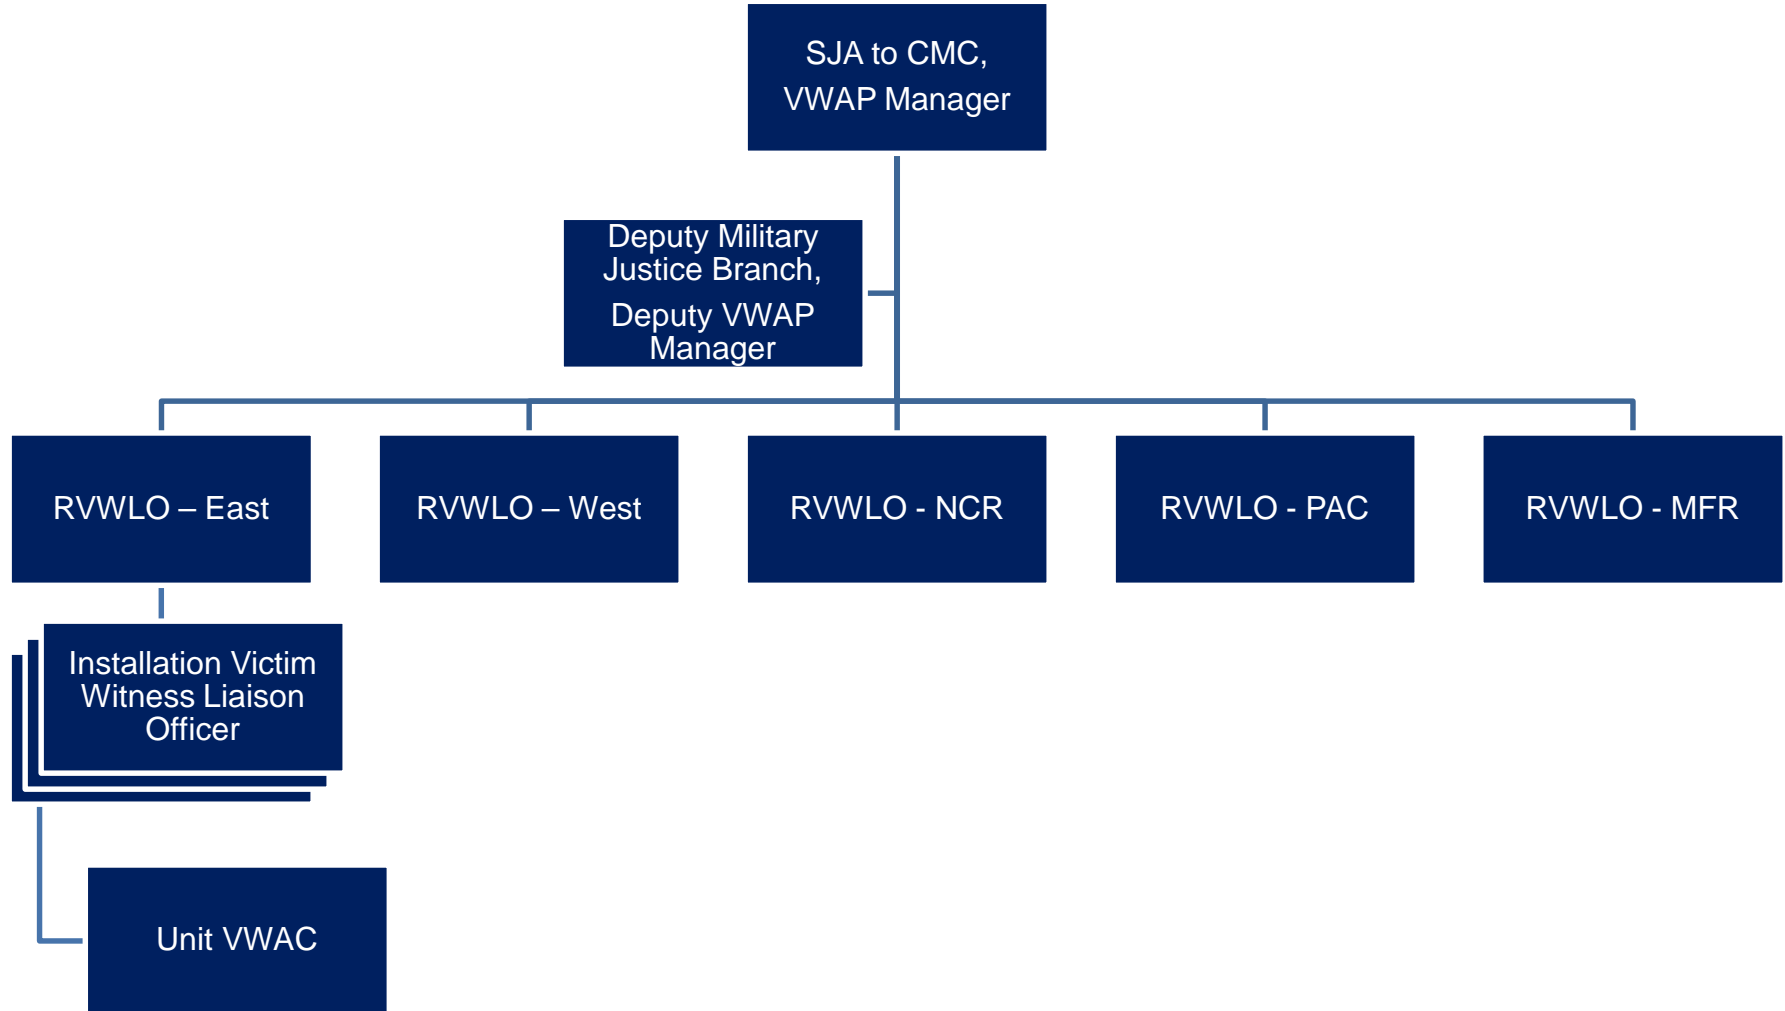 SJA to CMC,
VWAP Manager
Deputy Military
Justice Branch,
Deputy VWAP
Manager
RVWLO – East
RVWLO – West
RVWLO - NCR
RVWLO - PAC
RVWLO - MFR
Installation Victim
Witness Liaison
Officer
Unit VWAC